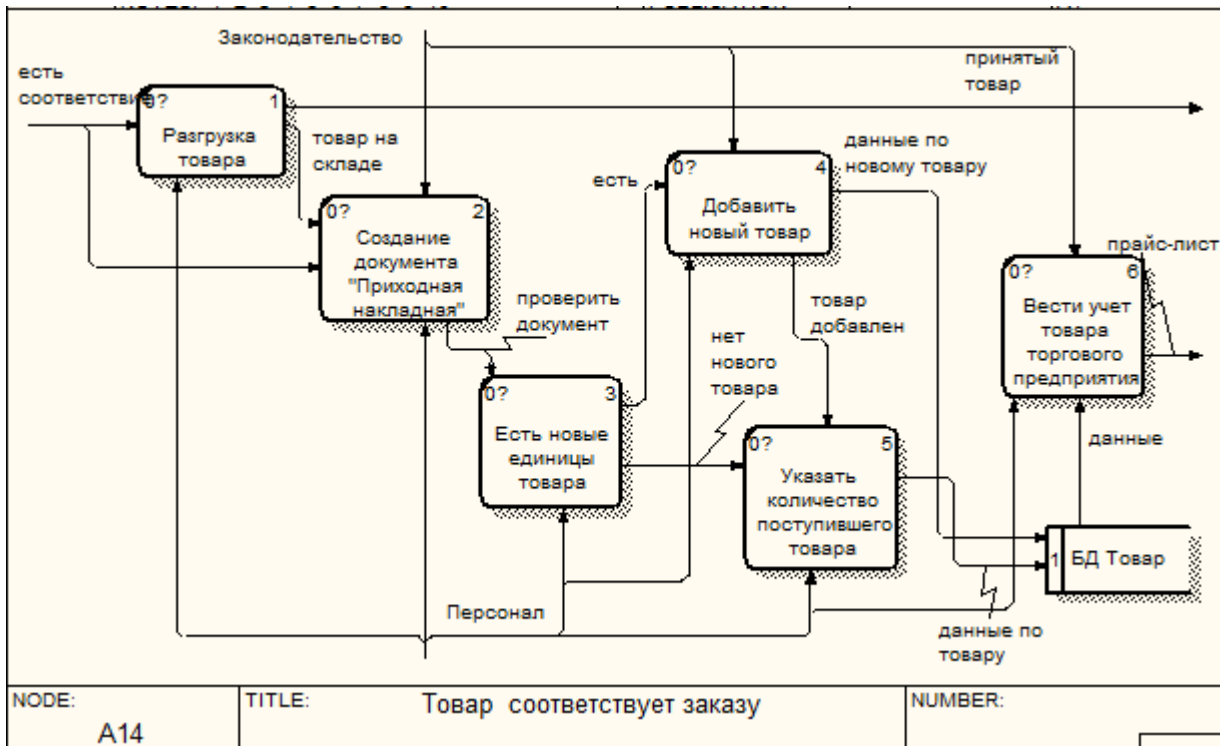 Законодательство
есть
соответствие
принятый
товар
0? 1
Разгрузка
товара
товар на
складе
0? 2
Создание
документа
"Приходная
накладная"
есть
0? 4
Добавить
новый товар
данные по
новому товару
прайс-лист
0? 6
Вести учет
товара
торгового
предприятия
проверить
документ
товар
добавлен
нет
нового
товара
0? 3
Есть новые
единицы
товара
0? 5
Указать
количество
поступившего
товара
данные
1 БД Товар
Персонал
данные по
товару
NODE: TITLE: Товар соответствует заказу NUMBER:
A14